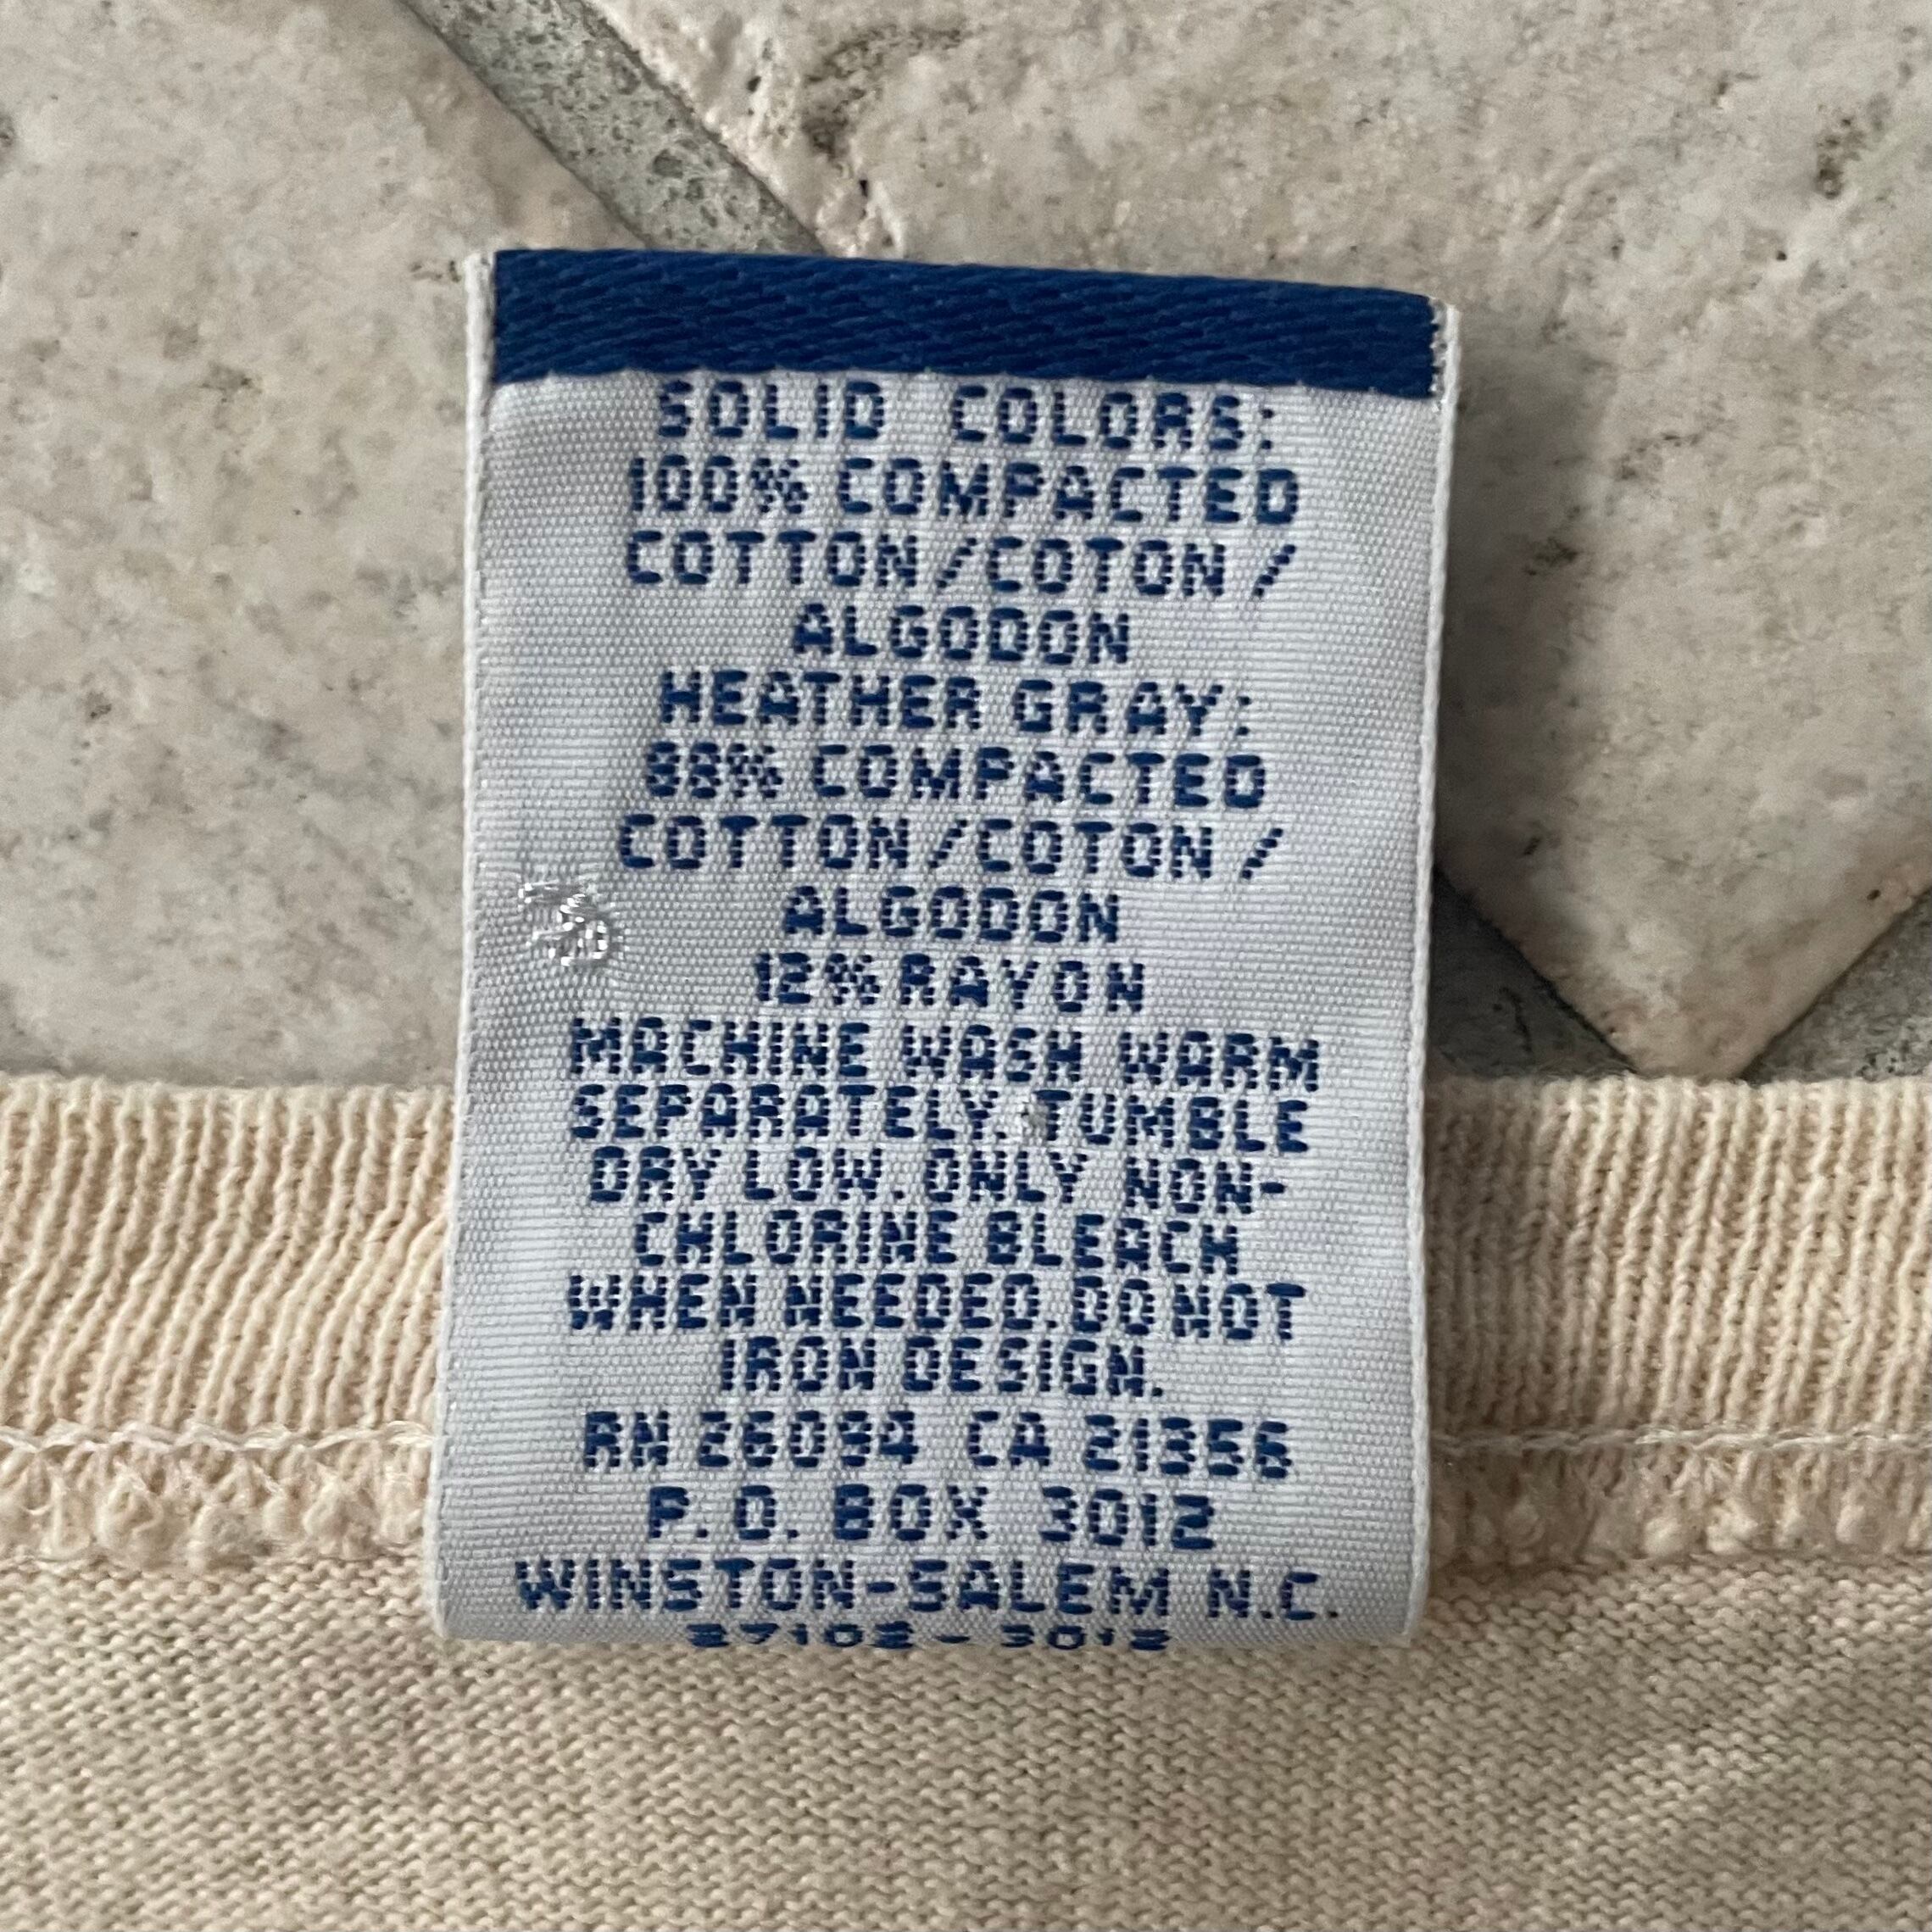 SOLID COLORS:
100% COMPACTED
COTTON/COTON/
ALGODON
HEATHER GRAY:
88% COMPACTED
COTTON/COTON/
ALGODON
12% RAYON
MACHINE WASH WARM
SEPARATELY. TUMBLE
DRY LOW. ONLY NON-
CHLORINE BLEACH
WHEN NEEDED. DO NOT
IRON DESIGN.
RN 26094 CA 21356
P. O. BOX 3012
WINSTON-SALEM N.C.
27102-3012